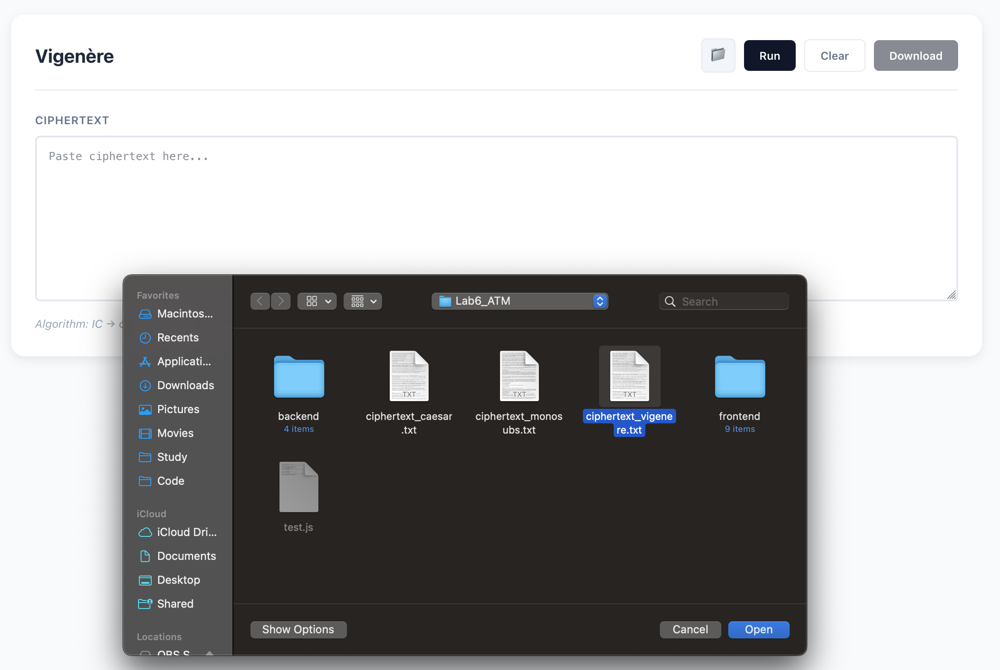 Vigenère
Run
Clear
Download
CIPHERTEXT
Paste ciphertext here...
Algorithm: IC →
Favorites
Macintos...
Recents
Applicati...
Downloads
Pictures
Movies
Study
Code
iCloud
iCloud Dri...
Documents
Desktop
Shared
Locations
Lab6_ATM
Search
backend
4 items
TXT
ciphertext_caesar
.txt
TXT
ciphertext_monos
ubs.txt
TXT
ciphertext_vigene
re.txt
frontend
9 items
test.js
Show Options
Cancel
Open